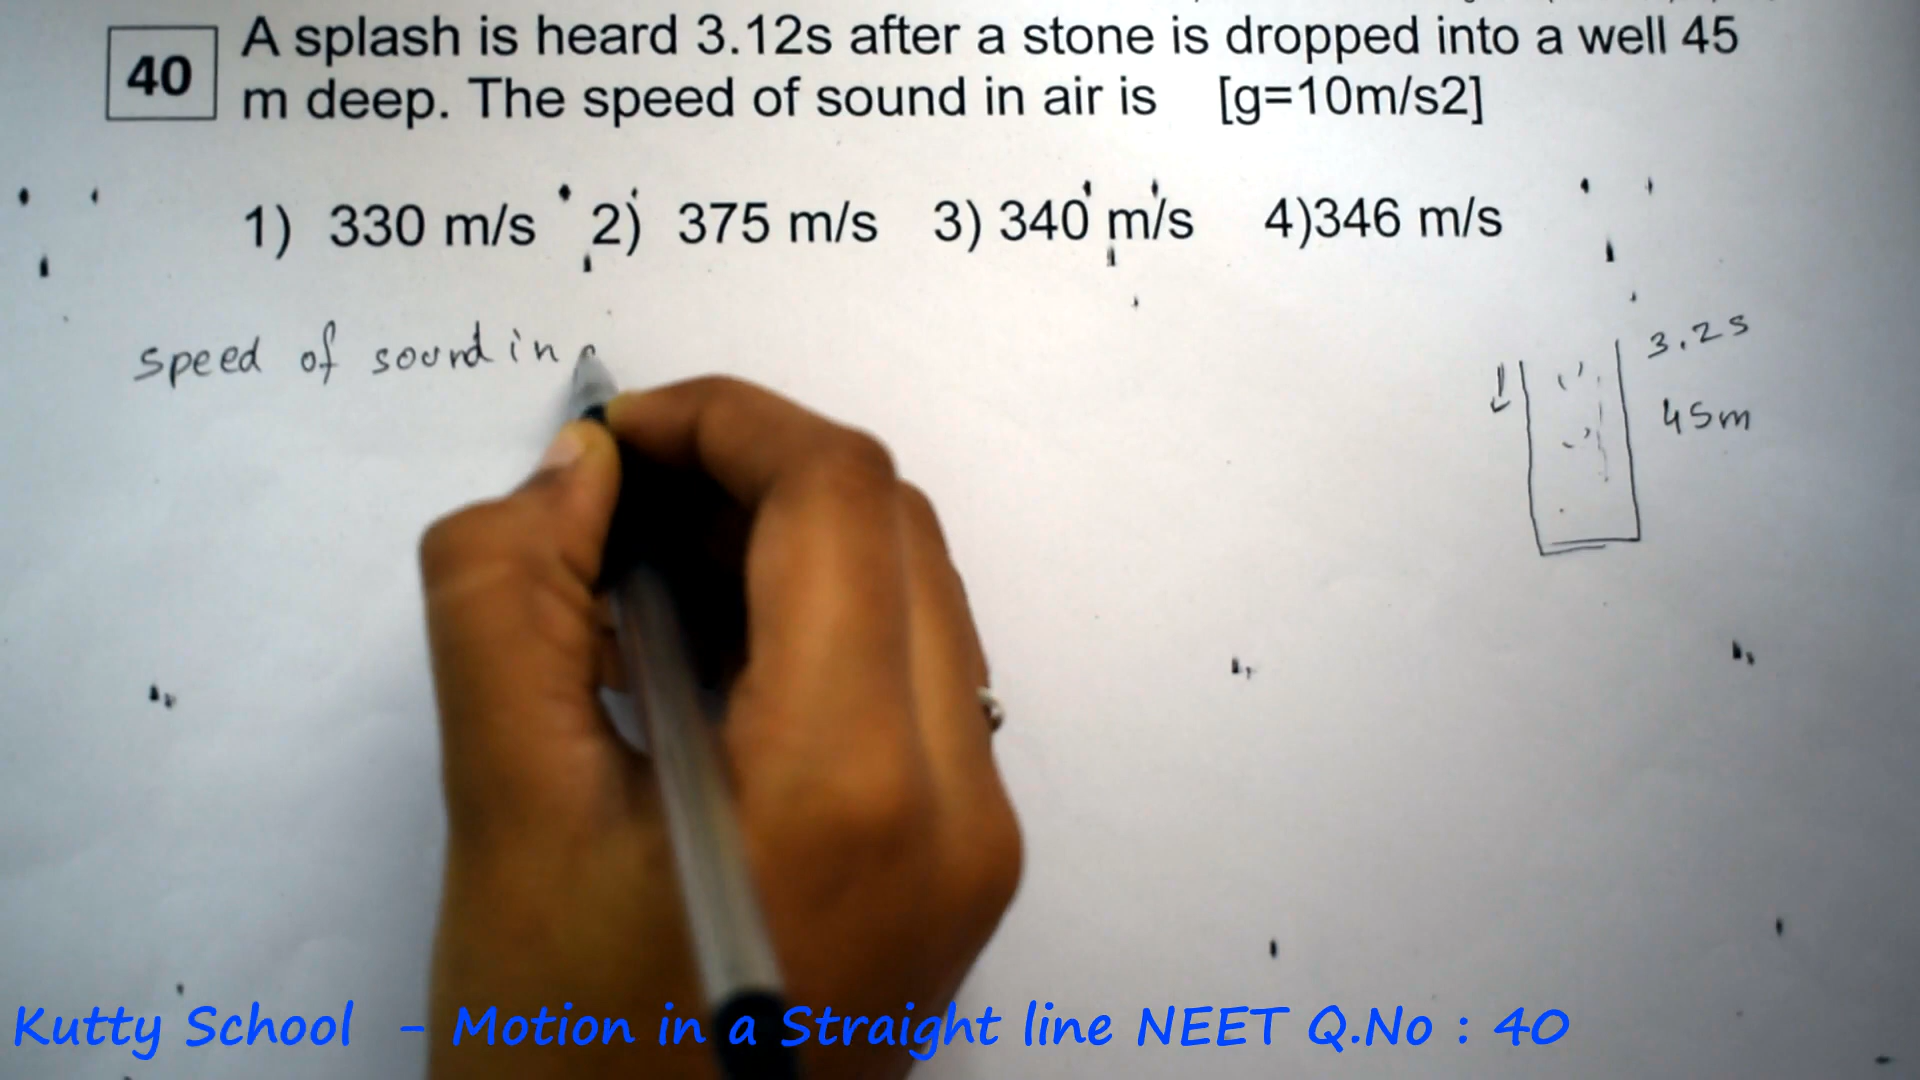 40
A splash is heard 3.12s after a stone is dropped into a well 45
m deep. The speed of sound in air is [g=10m/s2]
1) 330 m/s 2) 375 m/s 3) 340 m/s 4)346 m/s
speed of sound in
3.2s
45m
Kutty School - Motion in a Straight line NEET Q.No : 40